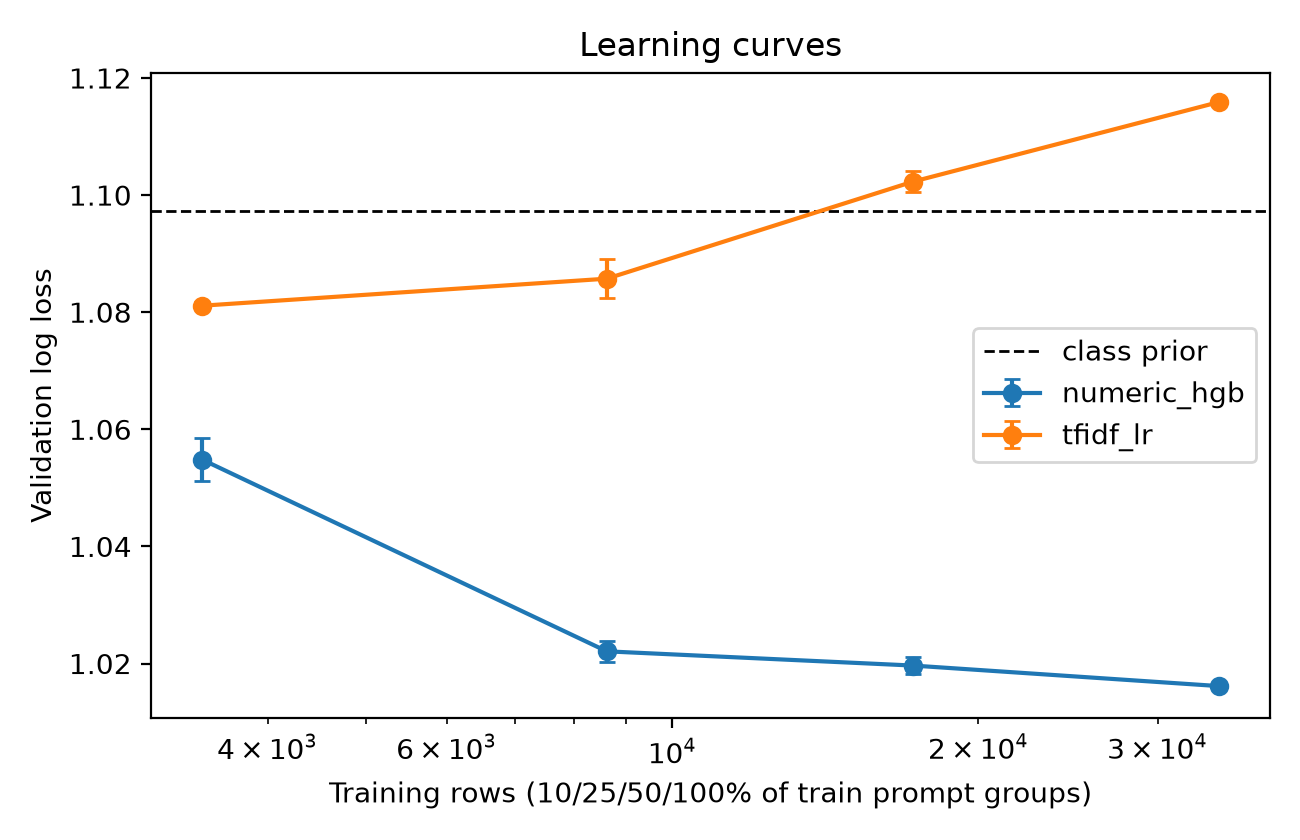 Learning curves
1.12
1.10
1.08
1.06
1.04
1.02
Validation log loss
class prior
numeric_hgb
tfidf_lr
4 × 10³
6 × 10³
10⁴
2 × 10⁴
3 × 10⁴
Training rows (10/25/50/100% of train prompt groups)